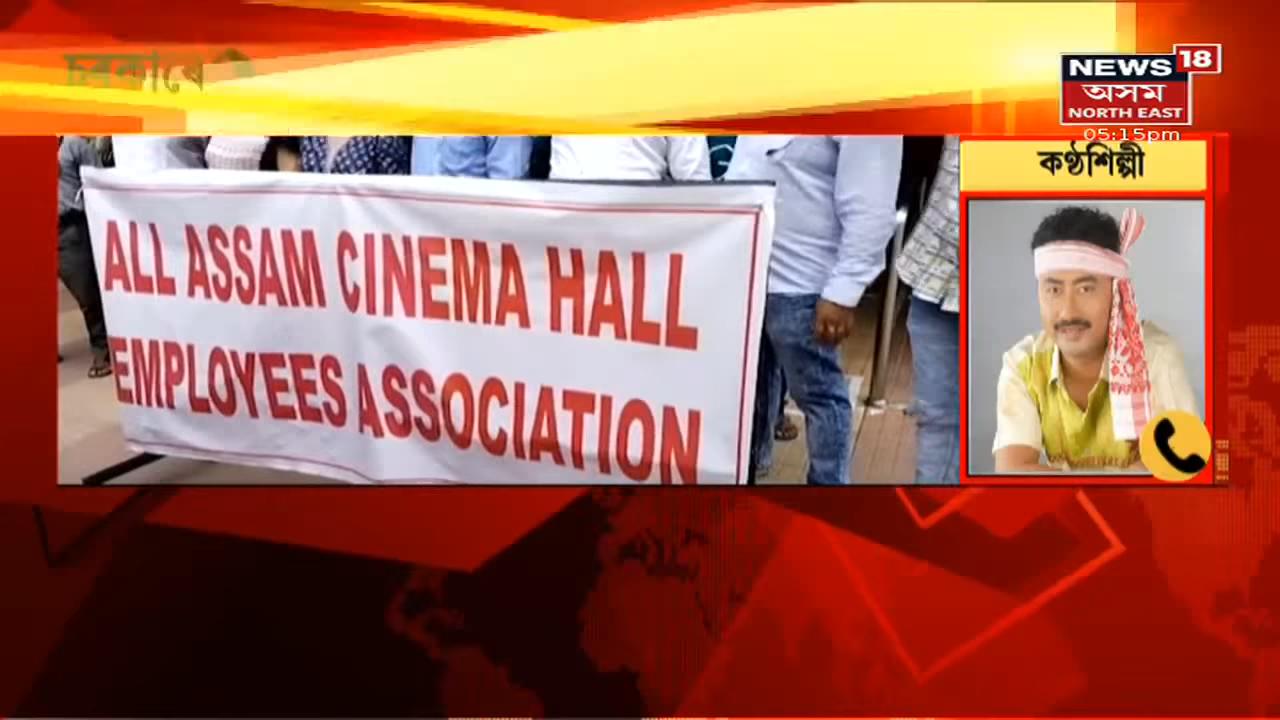 NEWS 18
অসম
NORTH EAST
05:15pm
কণ্ঠশিল্পী
ALL ASSAM CINEMA HALL
EMPLOYEES ASSOCIATION